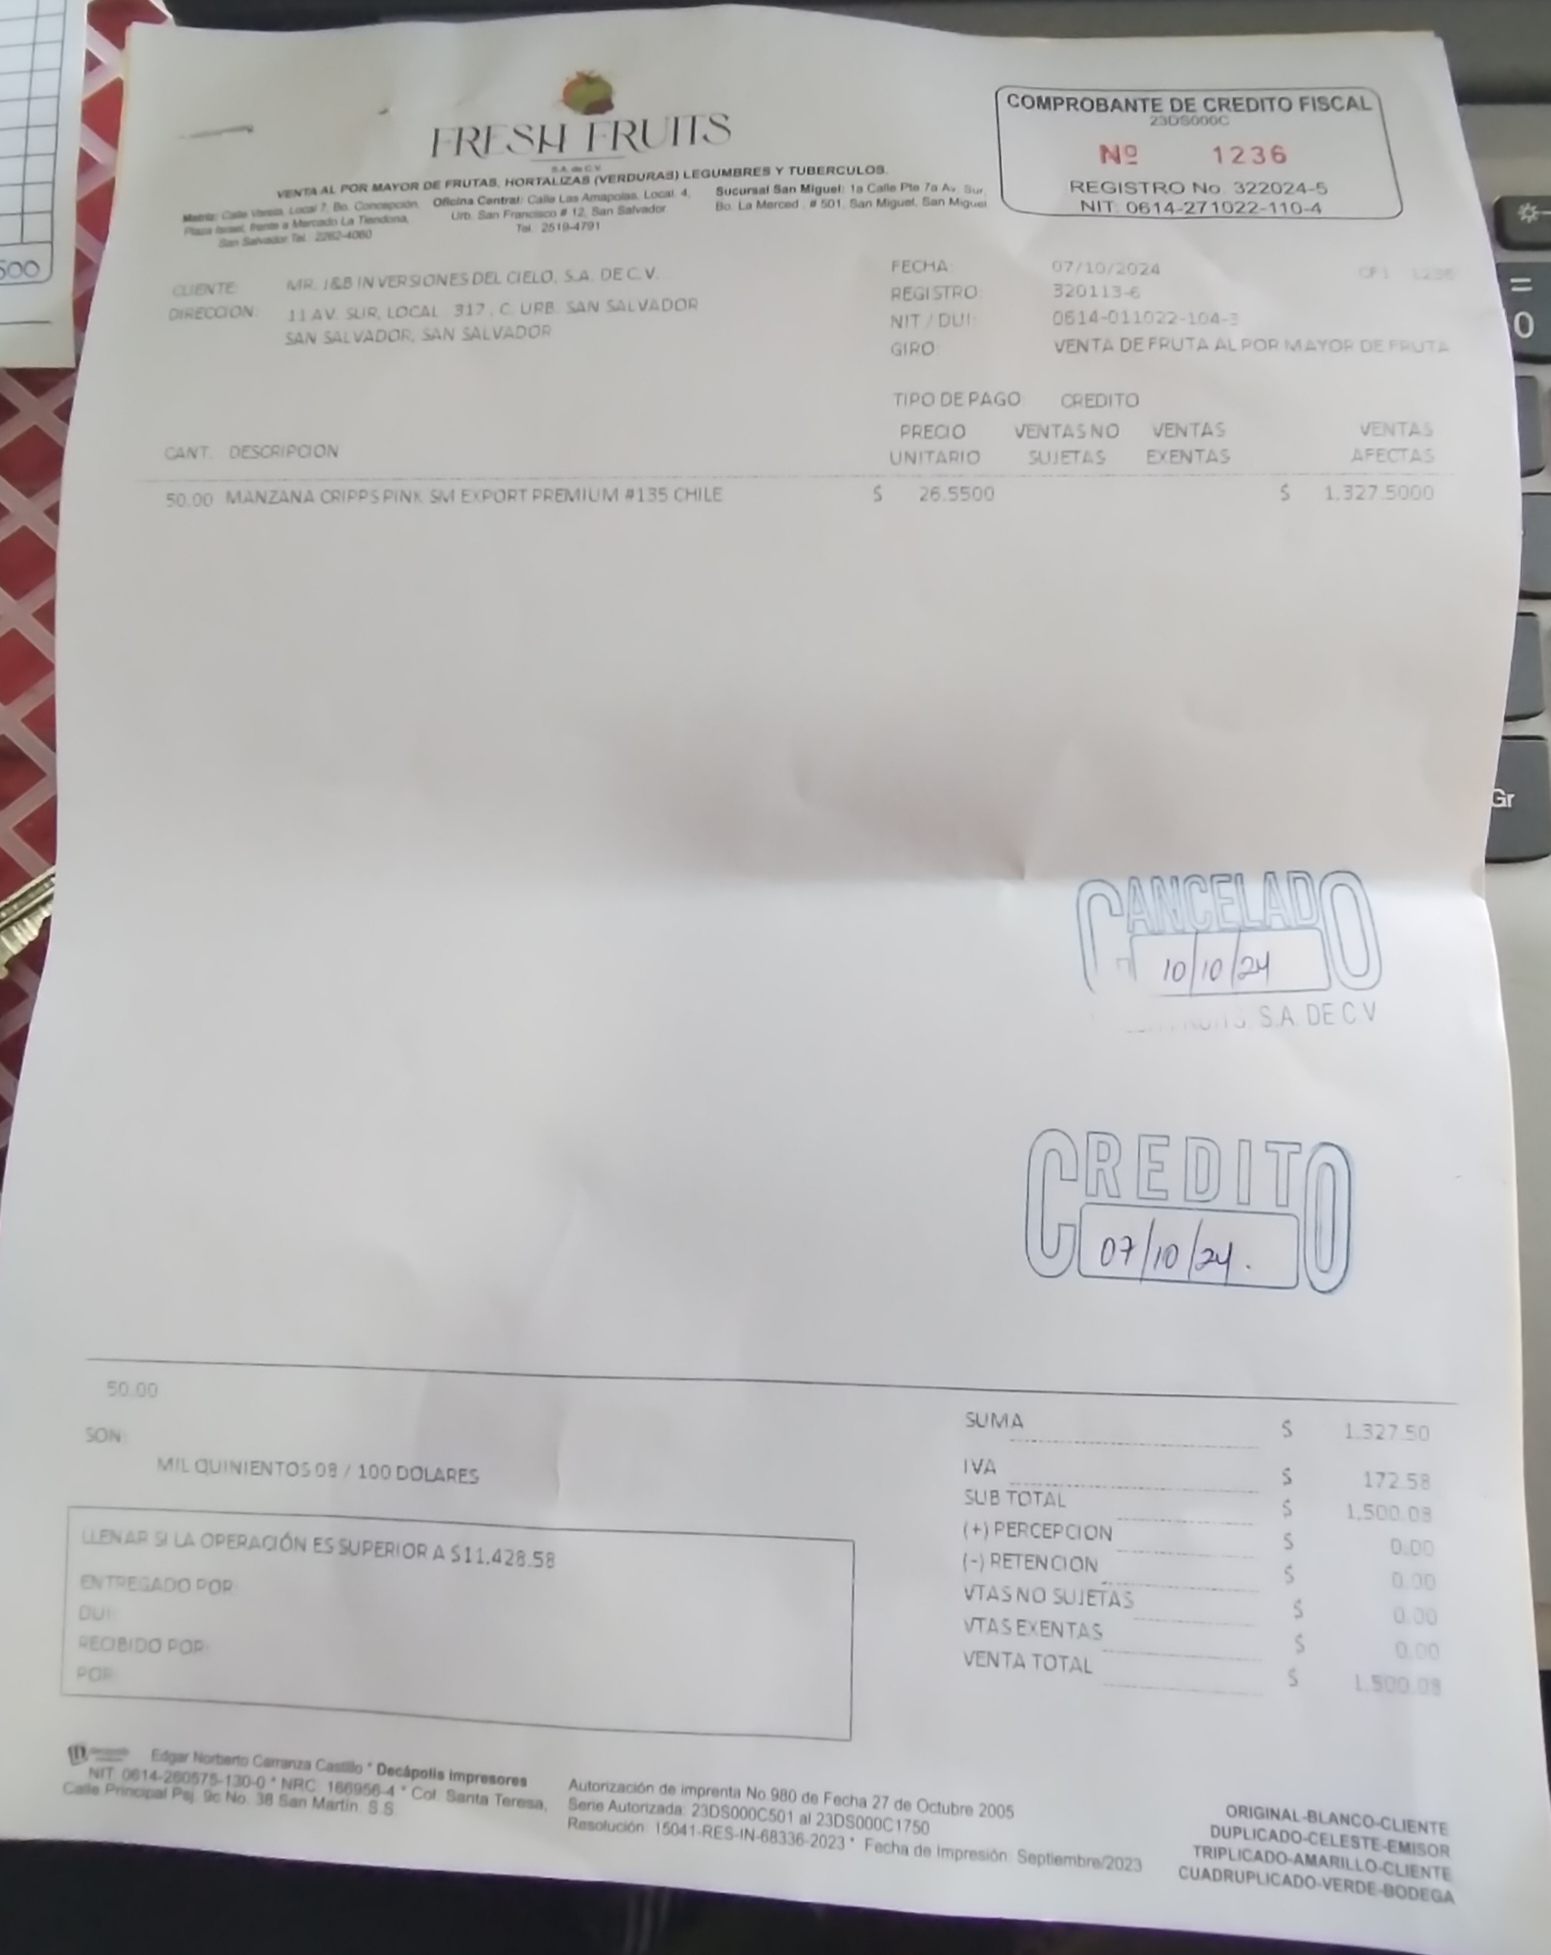 FRESH FRUITS
S.A. de C.V.
VENTA AL POR MAYOR DE FRUTAS, HORTALIZAS (VERDURAS) LEGUMBRES Y TUBERCULOS.
Matriz: Calle Varela, Local 7, Bo. Concepción,
Plaza Israel, frente a Mercado La Tiendona,
San Salvador Tel. 2262-4060
Oficina Central: Calle Las Amapolas, Local. 4,
Urb. San Francisco # 12, San Salvador
Tel. 2519-4791
Sucursal San Miguel: 1a Calle Pte 7a Av. Sur,
Bo. La Merced, # 501, San Miguel, San Miguel
COMPROBANTE DE CREDITO FISCAL
23DS000C
Nº 1236
REGISTRO No. 322024-5
NIT: 0614-271022-110-4
CLIENTE: MR. J&B INVERSIONES DEL CIELO, S.A. DE C.V.
DIRECCION: 11 AV. SUR, LOCAL 317, C. URB. SAN SALVADOR
SAN SALVADOR, SAN SALVADOR
FECHA: 07/10/2024
REGISTRO: 320113-6
NIT / DUI: 0614-011022-104-3
GIRO: VENTA DE FRUTA AL POR MAYOR DE FRUTA
TIPO DE PAGO CREDITO
CANT. DESCRIPCION PRECIO UNITARIO VENTAS NO SUJETAS VENTAS EXENTAS VENTAS AFECTAS
50.00 MANZANA CRIPPS PINK SM EXPORT PREMIUM #135 CHILE $ 26.5500 $ 1,327.5000
CANCELADO
10/10/24
S.A. DE C V
CREDITO
07/10/24.
50.00
SON:
MIL QUINIENTOS 08 / 100 DOLARES
SUMA $ 1,327.50
IVA $ 172.58
SUB TOTAL $ 1,500.08
(+) PERCEPCION $ 0.00
(-) RETENCION $ 0.00
VTAS NO SUJETAS $ 0.00
VTAS EXENTAS $ 0.00
VENTA TOTAL $ 1,500.08
LLENAR SI LA OPERACIÓN ES SUPERIOR A $11,428.58
ENTREGADO POR:
DUI:
RECIBIDO POR:
POR:
Edgar Norberto Carranza Castillo * Decápolis Impresores
NIT: 0614-260575-130-0 * NRC: 166956-4 * Col. Santa Teresa,
Calle Principal Psj. 9c No. 38 San Martín. S.S.
Autorización de imprenta No.980 de Fecha 27 de Octubre 2005
Serie Autorizada: 23DS000C501 al 23DS000C1750
Resolución: 15041-RES-IN-68336-2023 * Fecha de Impresión: Septiembre/2023
ORIGINAL-BLANCO-CLIENTE
DUPLICADO-CELESTE-EMISOR
TRIPLICADO-AMARILLO-CLIENTE
CUADRUPLICADO-VERDE-BODEGA
=
0
Gr